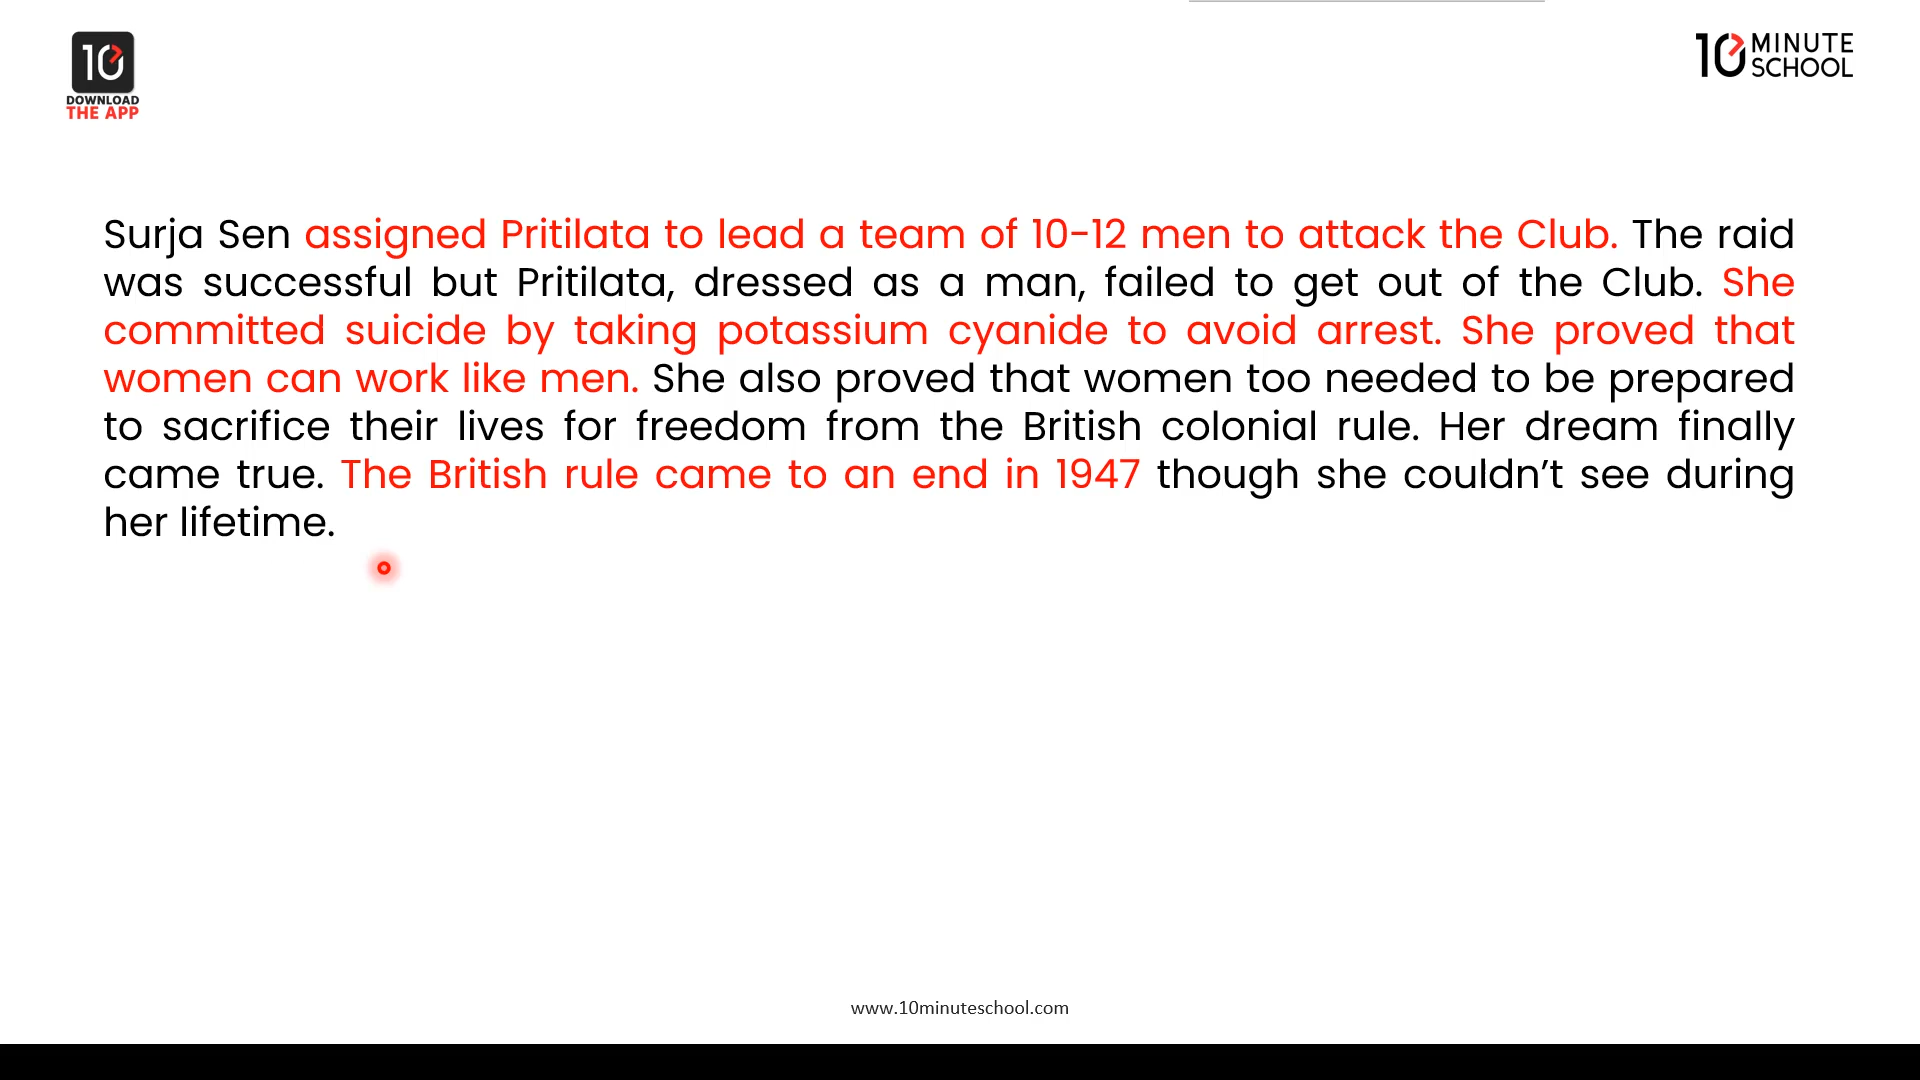 10
DOWNLOAD
THE APP
10 MINUTE
SCHOOL
Surja Sen assigned Pritilata to lead a team of 10-12 men to attack the Club. The raid
was successful but Pritilata, dressed as a man, failed to get out of the Club. She
committed suicide by taking potassium cyanide to avoid arrest. She proved that
women can work like men. She also proved that women too needed to be prepared
to sacrifice their lives for freedom from the British colonial rule. Her dream finally
came true. The British rule came to an end in 1947 though she couldn’t see during
her lifetime.
www.10minuteschool.com